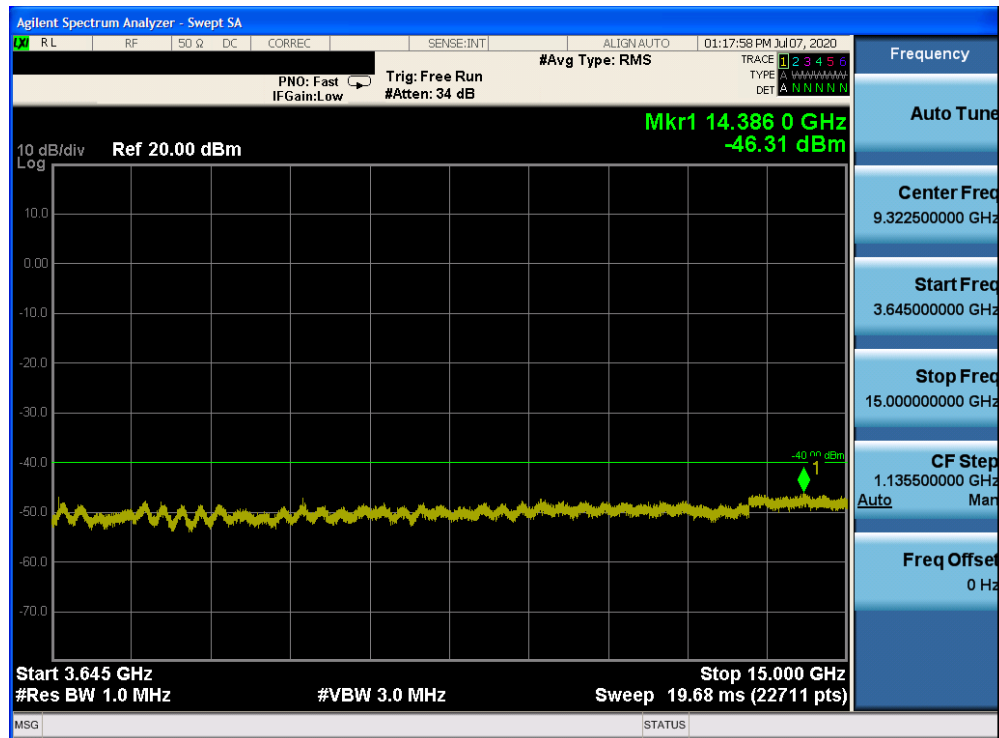 Agilent Spectrum Analyzer - Swept SA
LXI RL RF 50 Ω DC CORREC SENSE:INT ALIGN AUTO 01:17:58 PM Jul 07, 2020
#Avg Type: RMS
TRACE 1 2 3 4 5 6
TYPE A WWWWW
DET A N N N N N
PNO: Fast
IFGain:Low
Trig: Free Run
#Atten: 34 dB
Mkr1 14.386 0 GHz
-46.31 dBm
10 dB/div
Log
Ref 20.00 dBm
10.0
0.00
-10.0
-20.0
-30.0
-40.0
-50.0
-60.0
-70.0
-40.00 dBm
1
Start 3.645 GHz
Stop 15.000 GHz
#Res BW 1.0 MHz
#VBW 3.0 MHz
Sweep 19.68 ms (22711 pts)
MSG
STATUS
Frequency
Auto Tune
Center Freq
9.322500000 GHz
Start Freq
3.645000000 GHz
Stop Freq
15.000000000 GHz
CF Step
1.135500000 GHz
Auto Man
Freq Offset
0 Hz